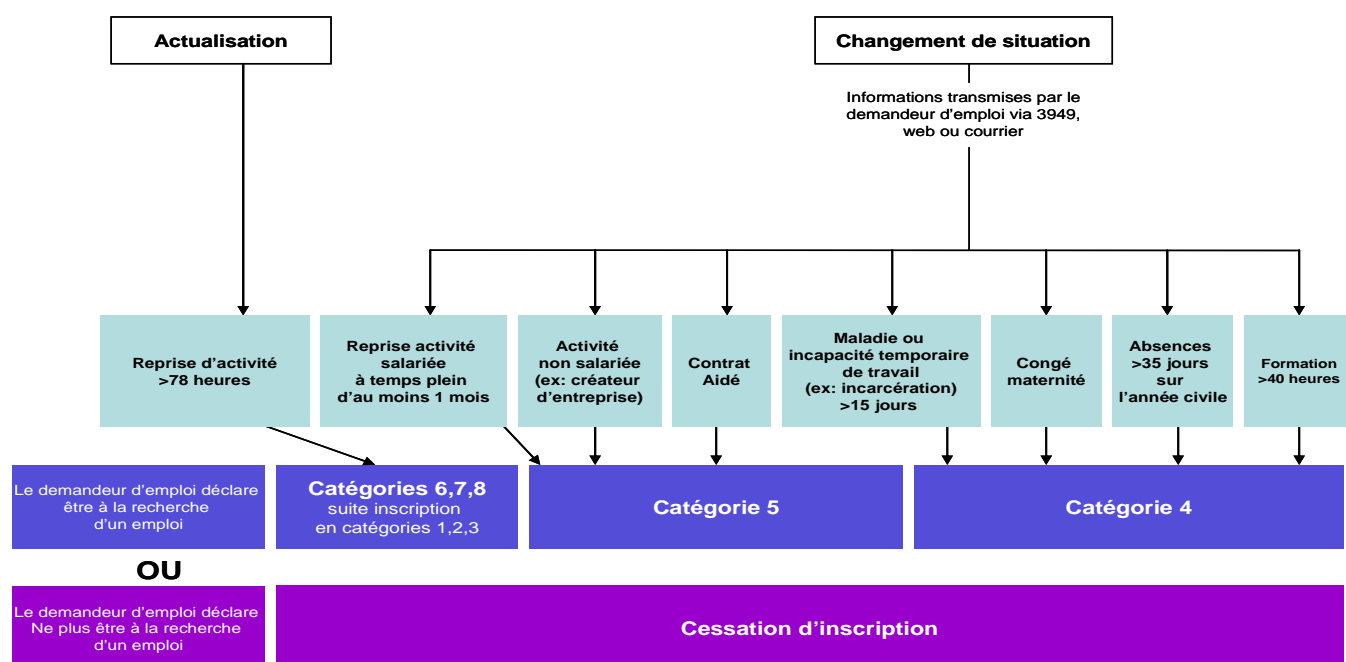 Actualisation
Changement de situation
Informations transmises par le
demandeur d'emploi via 3949,
web ou courrier
Reprise d'activité
>78 heures
Reprise activité
salariée
à temps plein
d'au moins 1 mois
Activité
non salariée
(ex: créateur
d'entreprise)
Contrat
Aidé
Maladie ou
incapacité temporaire
de travail
(ex: incarcération)
>15 jours
Congé
maternité
Absences
>35 jours
sur
l'année civile
Formation
>40 heures
Le demandeur d'emploi déclare
être à la recherche
d'un emploi
Catégories 6,7,8
suite inscription
en catégories 1,2,3
Catégorie 5
Catégorie 4
OU
Le demandeur d'emploi déclare
Ne plus être à la recherche
d'un emploi
Cessation d'inscription